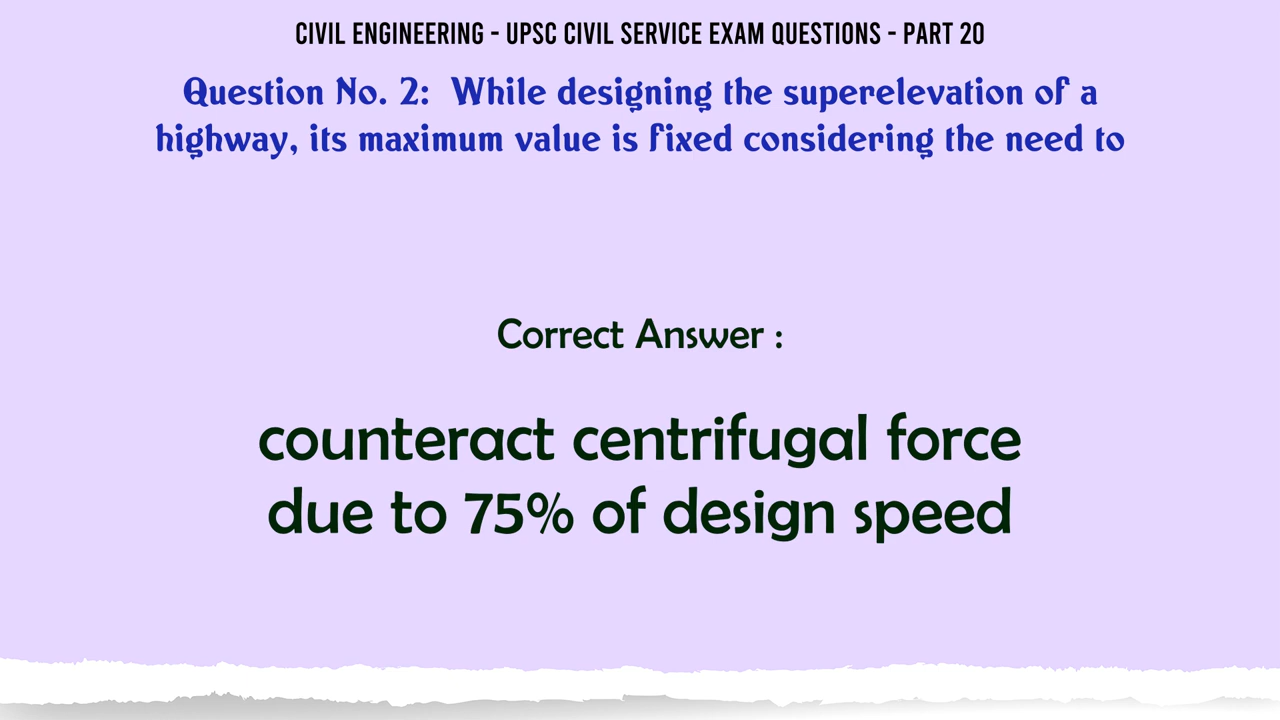 CIVIL ENGINEERING - UPSC CIVIL SERVICE EXAM QUESTIONS - PART 20
Question No. 2: While designing the superelevation of a
highway, its maximum value is fixed considering the need to
Correct Answer :
counteract centrifugal force
due to 75% of design speed